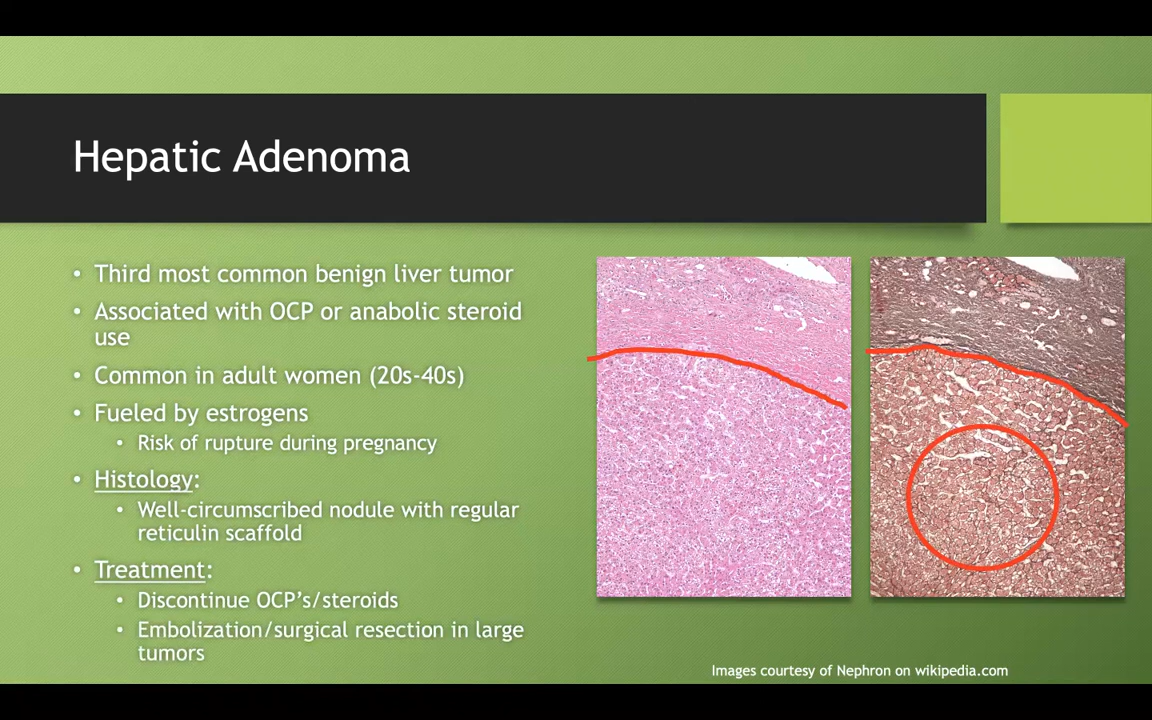 Hepatic Adenoma
• Third most common benign liver tumor
• Associated with OCP or anabolic steroid
use
• Common in adult women (20s-40s)
• Fueled by estrogens
• Risk of rupture during pregnancy
• Histology:
• Well-circumscribed nodule with regular
reticulin scaffold
• Treatment:
• Discontinue OCP's/steroids
• Embolization/surgical resection in large
tumors
Images courtesy of Nephron on wikipedia.com